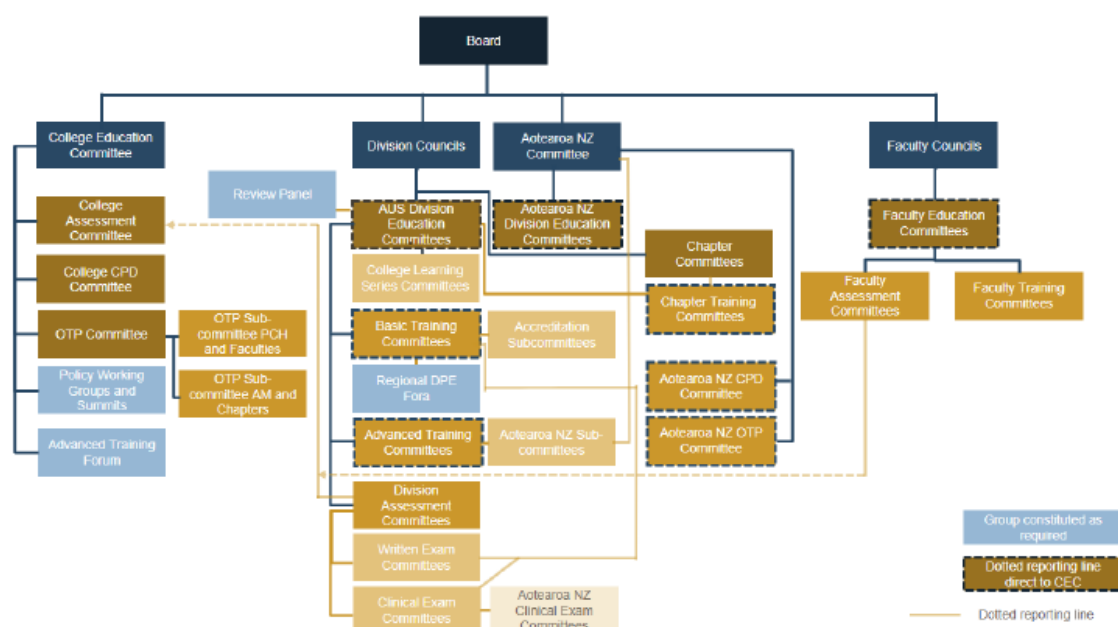 Board
College Education
Committee
Division Councils
Aotearoa NZ
Committee
Faculty Councils
Review Panel
College
Assessment
Committee
AUS Division
Education
Committees
Aotearoa NZ
Division Education
Committees
Faculty Education
Committees
Chapter
Committees
College CPD
Committee
College Learning
Series Committees
Faculty
Assessment
Committees
Faculty Training
Committees
Chapter Training
Committees
OTP Committee
OTP Sub-
committee PCH
and Faculties
Basic Training
Committees
Accreditation
Subcommittees
Policy Working
Groups and
Summits
OTP Sub-
committee AM and
Chapters
Regional DPE
Fora
Aotearoa NZ CPD
Committee
Advanced Training
Forum
Advanced Training
Committees
Aotearoa NZ Sub-
committees
Aotearoa NZ OTP
Committee
Division
Assessment
Committees
Written Exam
Committees
Clinical Exam
Committees
Aotearoa NZ
Clinical Exam
Committees
Group constituted as
required
Dotted reporting line
direct to CEC
Dotted reporting line